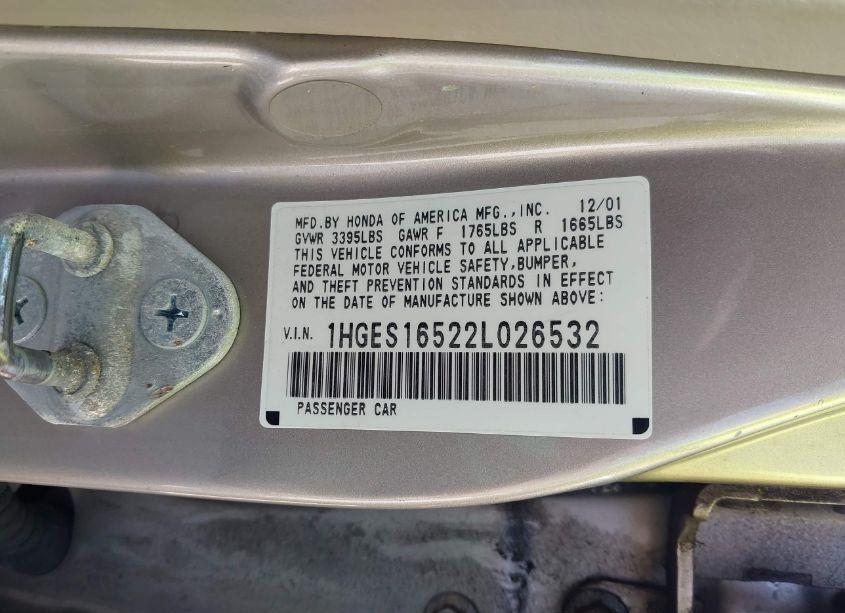 MFD.BY HONDA OF AMERICA MFG.,INC. 12/01
GVWR 3395LBS GAWR F 1765LBS R 1665LBS
THIS VEHICLE CONFORMS TO ALL APPLICABLE
FEDERAL MOTOR VEHICLE SAFETY,BUMPER,
AND THEFT PREVENTION STANDARDS IN EFFECT
ON THE DATE OF MANUFACTURE SHOWN ABOVE:
V.I.N. 1HGES16522L026532
PASSENGER CAR